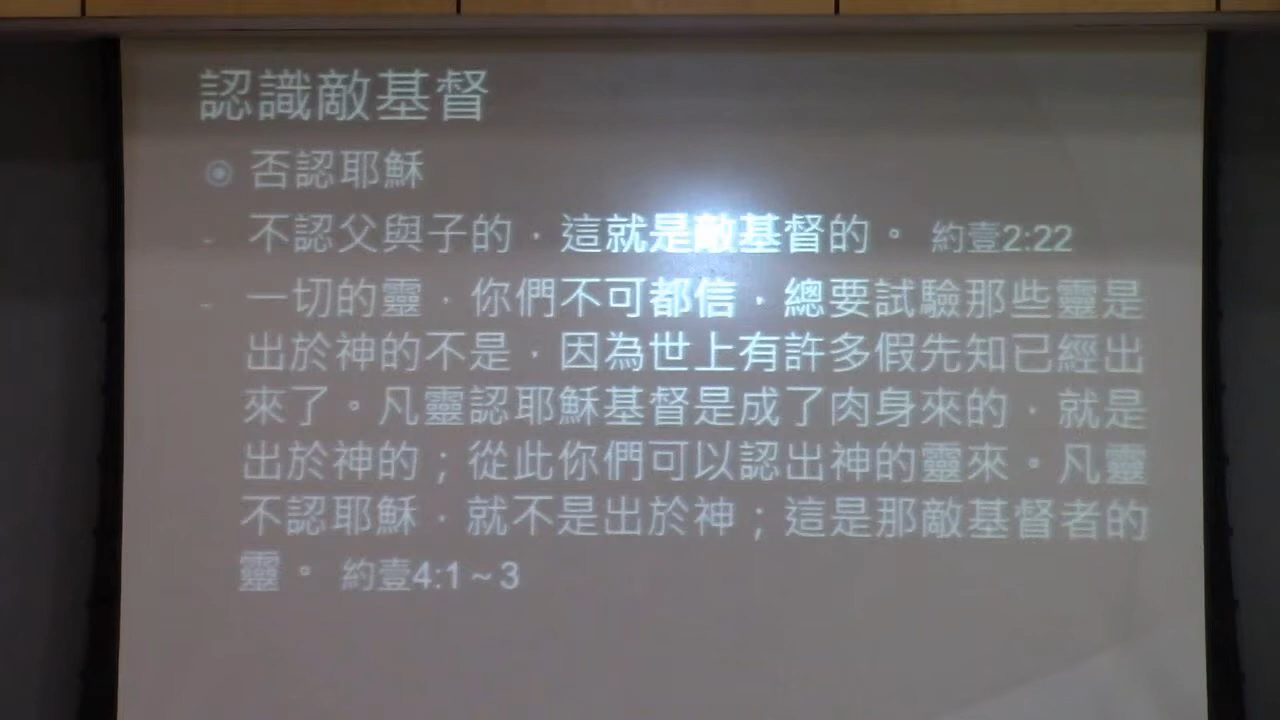 認識敵基督
◉ 否認耶穌
- 不認父與子的，這就是敵基督的。 約壹2:22
- 一切的靈，你們不可都信，總要試驗那些靈是
出於神的不是，因為世上有許多假先知已經出
來了。凡靈認耶穌基督是成了肉身來的，就是
出於神的；從此你們可以認出神的靈來。凡靈
不認耶穌，就不是出於神；這是那敵基督者的
靈。 約壹4:1～3